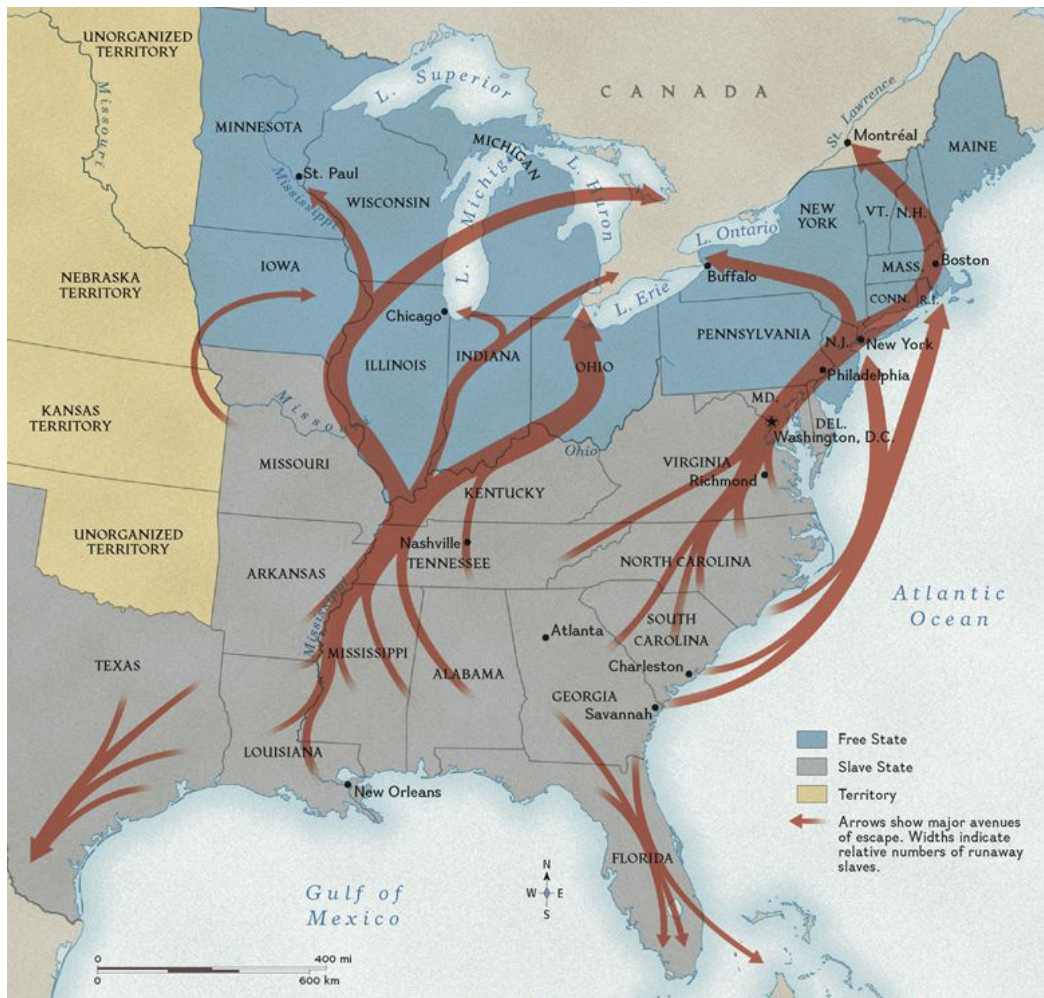 UNORGANIZED
TERRITORY
Missouri
MINNESOTA
St. Paul
Mississippi
L. Superior
CANADA
St. Lawrence
Montréal
MAINE
MICHIGAN
L. Michigan
L. Huron
WISCONSIN
NEW
YORK
VT.
N.H.
L. Ontario
Buffalo
MASS.
Boston
CONN.
R.I.
NEBRASKA
TERRITORY
IOWA
Chicago
L. Erie
PENNSYLVANIA
N.J.
New York
ILLINOIS
INDIANA
OHIO
Philadelphia
KANSAS
TERRITORY
Missouri
MD.
DEL.
Washington, D.C.
MISSOURI
Ohio
VIRGINIA
Richmond
KENTUCKY
UNORGANIZED
TERRITORY
Nashville
TENNESSEE
NORTH CAROLINA
ARKANSAS
Mississippi
Atlantic
Ocean
SOUTH
CAROLINA
Atlanta
TEXAS
MISSISSIPPI
ALABAMA
Charleston
GEORGIA
Savannah
LOUISIANA
New Orleans
FLORIDA
Gulf of
Mexico
N
W
E
S
Free State
Slave State
Territory
Arrows show major avenues
of escape. Widths indicate
relative numbers of runaway
slaves.
0
400 mi
0
600 km